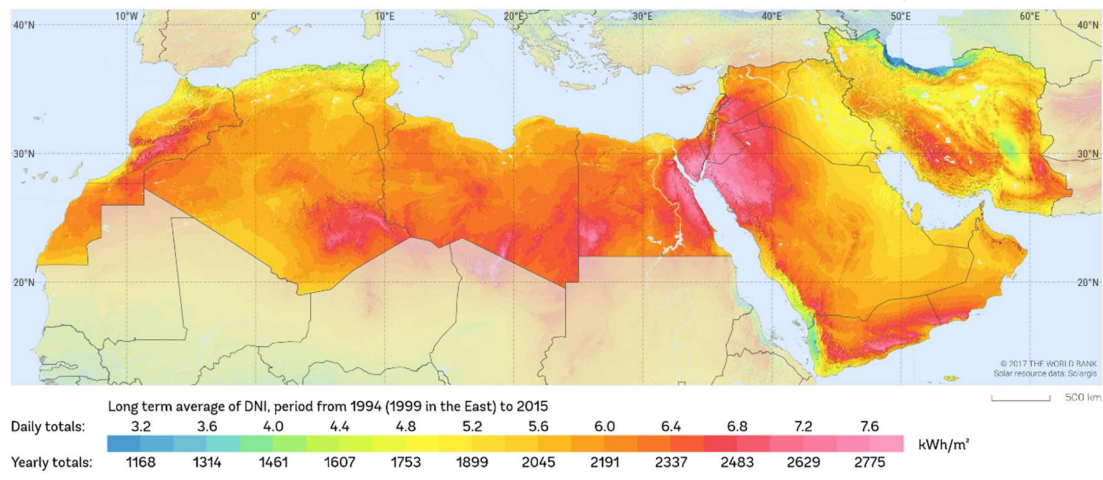 10°W 0° 10°E 20°E 30°E 40°E 50°E 60°E
40°N 40°N
30°N 30°N
20°N 20°N
© 2017 THE WORLD BANK
Solar resource data: Solargis
500 km
Long term average of DNI, period from 1994 (1999 in the East) to 2015
Daily totals: 3.2 3.6 4.0 4.4 4.8 5.2 5.6 6.0 6.4 6.8 7.2 7.6
kWh/m²
Yearly totals: 1168 1314 1461 1607 1753 1899 2045 2191 2337 2483 2629 2775